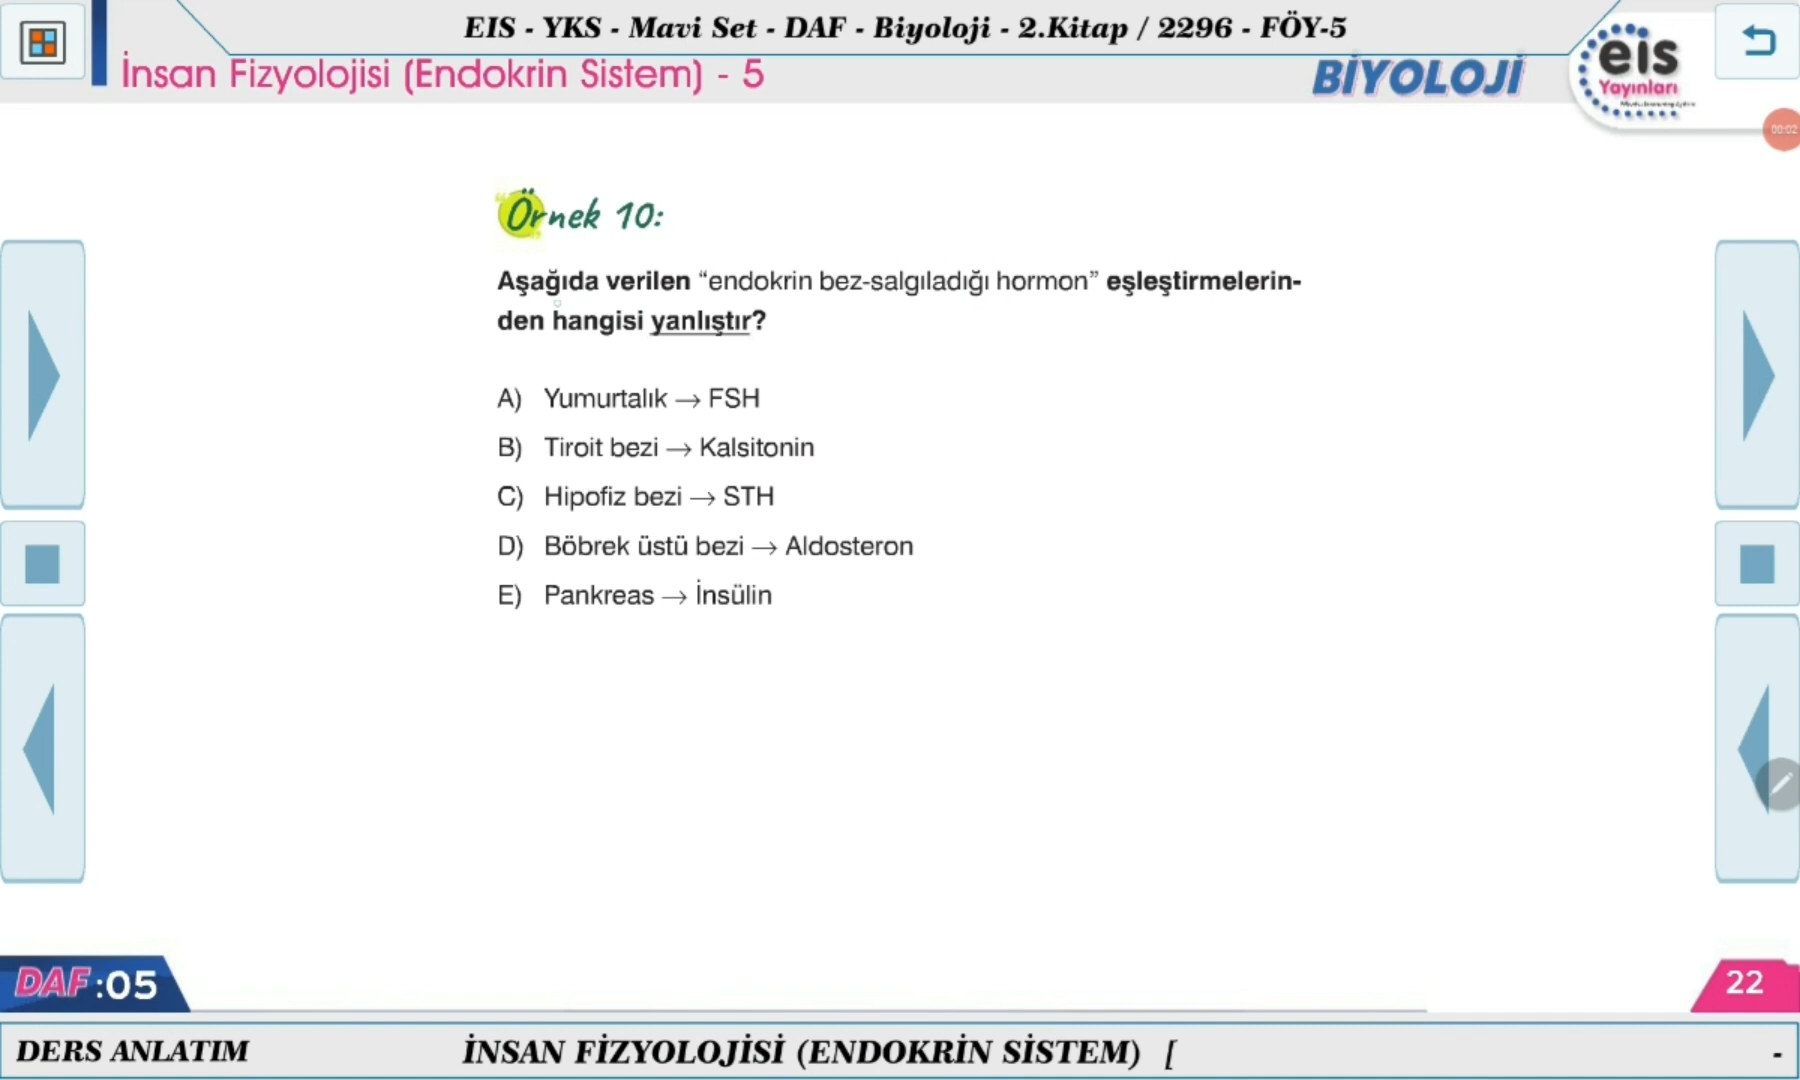 EIS - YKS - Mavi Set - DAF - Biyoloji - 2.Kitap / 2296 - FÖY-5
İnsan Fizyolojisi (Endokrin Sistem) - 5
BİYOLOJİ
eis
Yayınları
00:02
Örnek 10:
Aşağıda verilen “endokrin bez-salgıladığı hormon” eşleştirmelerin-
den hangisi yanlıştır?
A) Yumurtalık → FSH
B) Tiroit bezi → Kalsitonin
C) Hipofiz bezi → STH
D) Böbrek üstü bezi → Aldosteron
E) Pankreas → İnsülin
DAF :05
22
DERS ANLATIM
İNSAN FİZYOLOJİSİ (ENDOKRİN SİSTEM) [
-